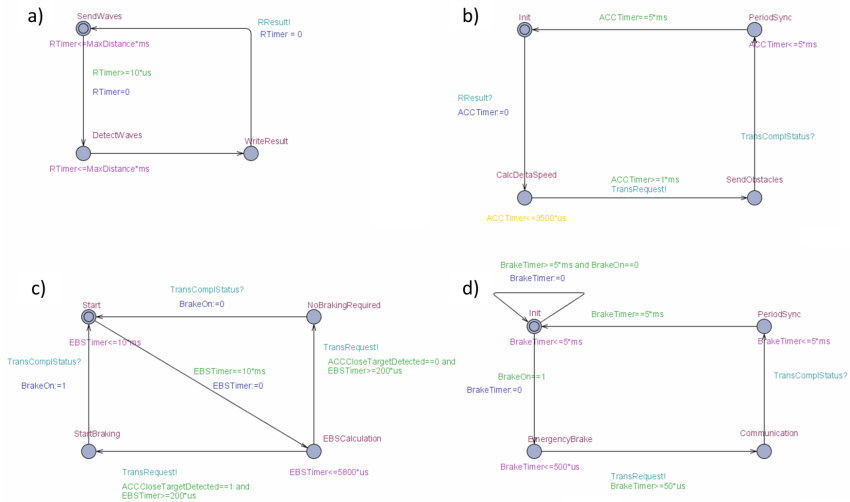 a)
SendWaves
RTimer<=MaxDistance*ms
RResult!
RTimer = 0
RTimer>=10*us
RTimer=0
DetectWaves
WriteResult
RTimer<=MaxDistance*ms
b)
Init
ACCTimer==5*ms
PeriodSync
ACCTimer<=5*ms
RResult?
ACCTimer:=0
TransComplStatus?
CalcDeltaSpeed
ACCTimer>=1*ms
TransRequest!
SendObstacles
ACCTimer<=3500*us
c)
TransComplStatus?
Start
BrakeOn:=0
NoBrakingRequired
EBSTimer<=10*ms
TransComplStatus?
BrakeOn:=1
EBSTimer==10*ms
EBSTimer:=0
TransRequest!
ACCCloseTargetDetected==0 and
EBSTimer>=200*us
StartBraking
EBSCalculation
EBSTimer<=5800*us
TransRequest!
ACCCloseTargetDetected==1 and
EBSTimer>=200*us
d)
BrakeTimer>=5*ms and BrakeOn==0
BrakeTimer:=0
Init
BrakeTimer==5*ms
PeriodSync
BrakeTimer<=5*ms
BrakeTimer<=5*ms
BrakeOn==1
BrakeTimer:=0
TransComplStatus?
EmergencyBrake
Communication
BrakeTimer<=500*us
TransRequest!
BrakeTimer>=50*us